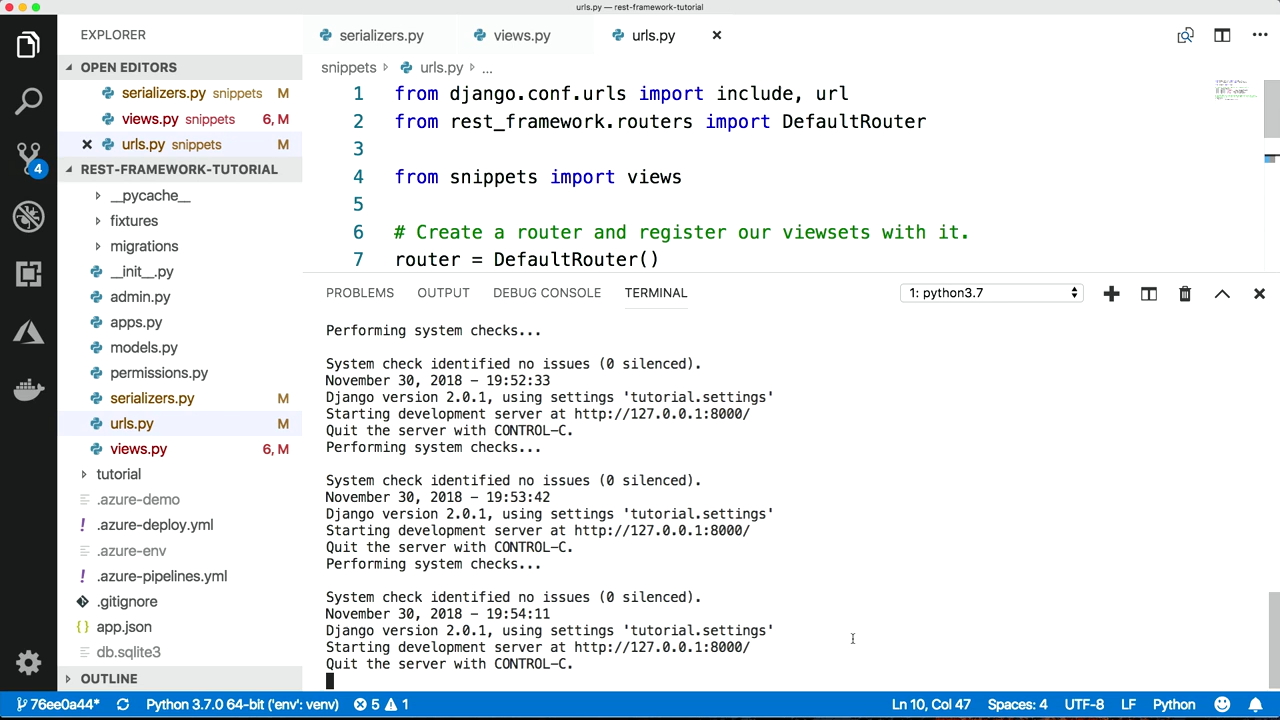 urls.py — rest-framework-tutorial
EXPLORER
OPEN EDITORS
serializers.py snippets M
views.py snippets 6, M
urls.py snippets M
REST-FRAMEWORK-TUTORIAL
__pycache__
fixtures
migrations
__init__.py
admin.py
apps.py
models.py
permissions.py
serializers.py M
urls.py M
views.py 6, M
tutorial
.azure-demo
.azure-deploy.yml
.azure-env
.azure-pipelines.yml
.gitignore
app.json
db.sqlite3
OUTLINE
4
serializers.py views.py urls.py
snippets urls.py ...
1 from django.conf.urls import include, url
2 from rest_framework.routers import DefaultRouter
3
4 from snippets import views
5
6 # Create a router and register our viewsets with it.
7 router = DefaultRouter()
PROBLEMS OUTPUT DEBUG CONSOLE TERMINAL 1: python3.7
Performing system checks...
System check identified no issues (0 silenced).
November 30, 2018 - 19:52:33
Django version 2.0.1, using settings 'tutorial.settings'
Starting development server at http://127.0.0.1:8000/
Quit the server with CONTROL-C.
Performing system checks...
System check identified no issues (0 silenced).
November 30, 2018 - 19:53:42
Django version 2.0.1, using settings 'tutorial.settings'
Starting development server at http://127.0.0.1:8000/
Quit the server with CONTROL-C.
Performing system checks...
System check identified no issues (0 silenced).
November 30, 2018 - 19:54:11
Django version 2.0.1, using settings 'tutorial.settings'
Starting development server at http://127.0.0.1:8000/
Quit the server with CONTROL-C.
76ee0a44* Python 3.7.0 64-bit ('env': venv) 5 1 Ln 10, Col 47 Spaces: 4 UTF-8 LF Python